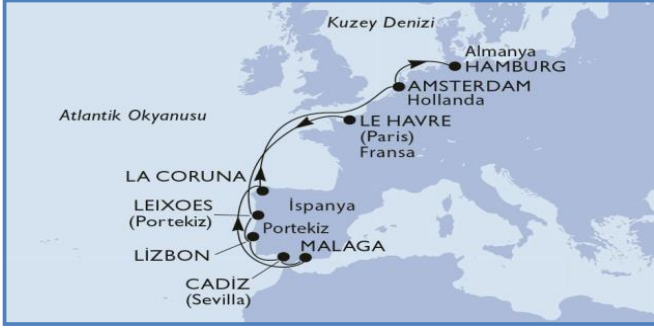 Kuzey Denizi
Almanya
HAMBURG
AMSTERDAM
Hollanda
Atlantik Okyanusu
LE HAVRE
(Paris)
Fransa
LA CORUNA
LEIXOES
(Portekiz)
İspanya
Portekiz
LİZBON
MALAGA
CADİZ
(Sevilla)